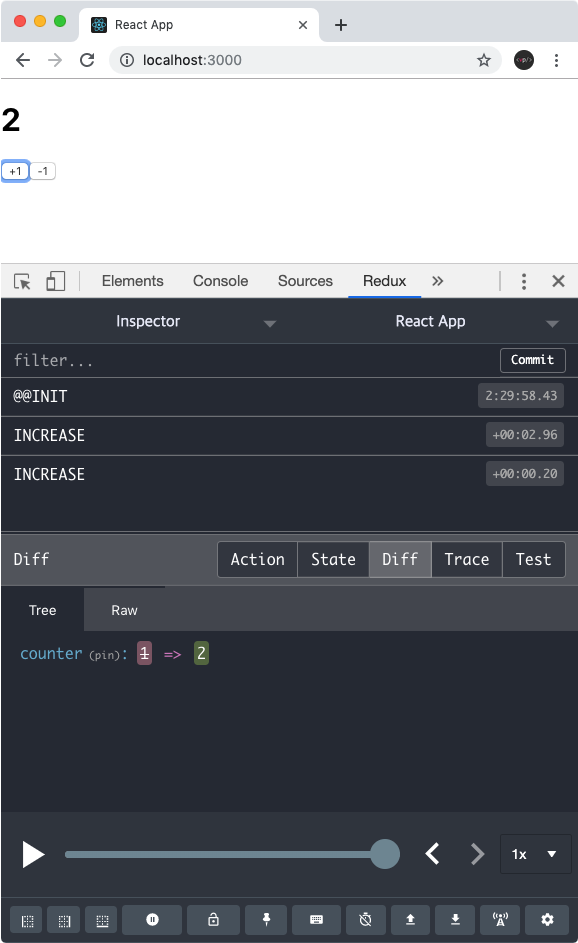 React App
localhost:3000
2
+1 -1
Elements Console Sources Redux
Inspector React App
filter... Commit
@@INIT 2:29:58.43
INCREASE +00:02.96
INCREASE +00:00.20
Diff Action State Diff Trace Test
Tree Raw
counter (pin): 1 => 2
1x